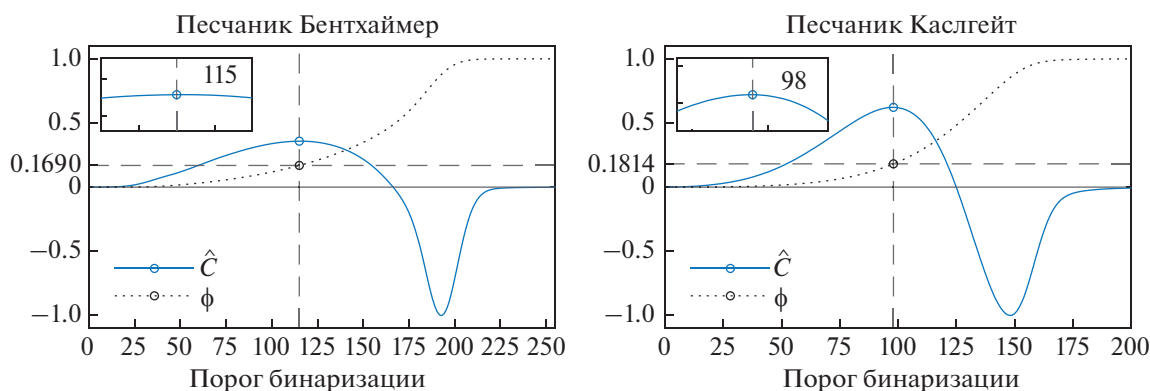 Песчаник Бентхаймер
1.0
115
0.5
0.1690
0
−0.5
Ĉ
ϕ
−1.0
0 25 50 75 100 125 150 175 200 225 250
Порог бинаризации
Песчаник Каслгейт
1.0
98
0.5
0.1814
0
−0.5
Ĉ
ϕ
−1.0
0 25 50 75 100 125 150 175 200
Порог бинаризации